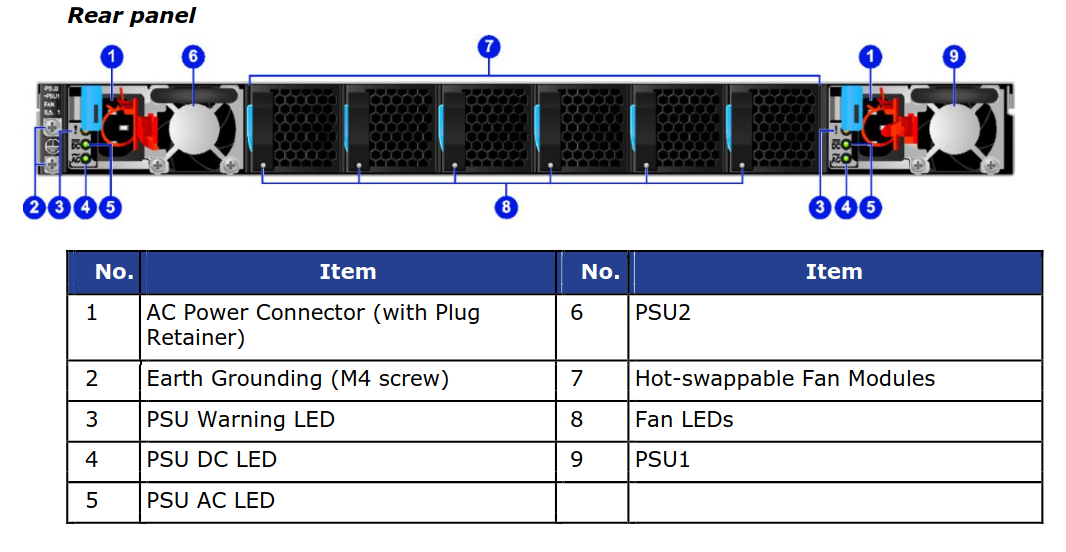 Rear panel
7
1 6 1 9
-PSU2
-PSU1
FAN
DC DC
AC AC
2 3 4 5 8 3 4 5
No. Item No. Item
1 AC Power Connector (with Plug 6 PSU2
Retainer)
2 Earth Grounding (M4 screw) 7 Hot-swappable Fan Modules
3 PSU Warning LED 8 Fan LEDs
4 PSU DC LED 9 PSU1
5 PSU AC LED